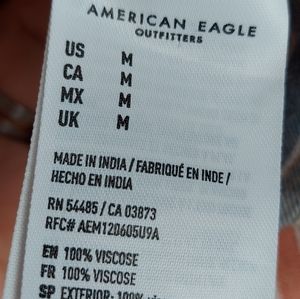 AMERICAN EAGLE
OUTFITTERS
US M
CA M
MX M
UK M
MADE IN INDIA / FABRIQUÉ EN INDE /
HECHO EN INDIA
RN 54485 / CA 03873
RFC# AEM120605U9A
EN 100% VISCOSE
FR 100% VISCOSE
SP EXTERIOR: 100%